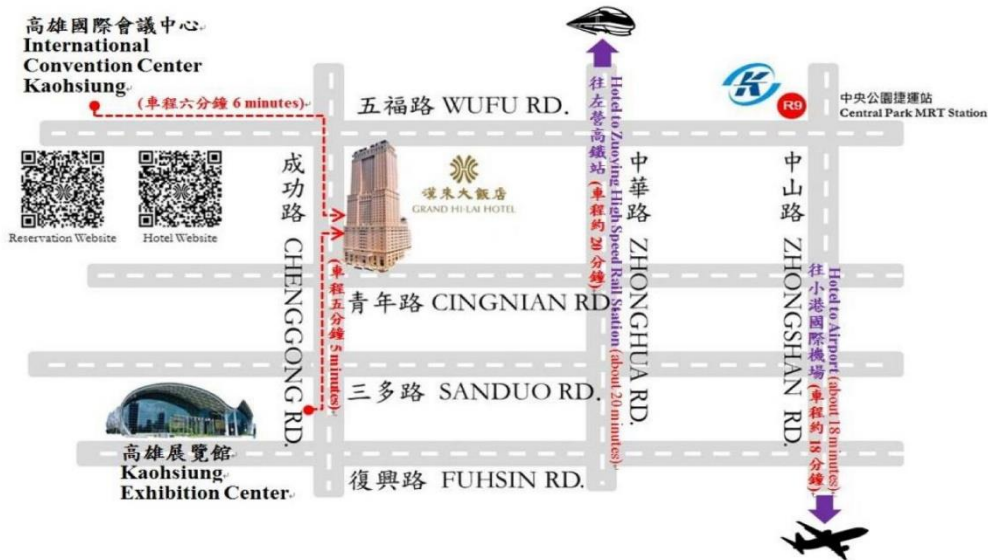 高雄國際會議中心
International
Convention Center
Kaohsiung
(車程六分鐘 6 minutes)
五福路 WUFU RD.
R9
中央公園捷運站
Central Park MRT Station
Reservation Website
Hotel Website
成功路 CHENGGONG RD.
漢來大飯店
GRAND HI-LAI HOTEL
往左營高鐵站 (車程約 20 分鐘)
Hotel to Zuoying High Speed Rail Station (about 20 minutes)
中華路 ZHONGHUA RD.
中山路 ZHONGSHAN RD.
往小港國際機場 (車程約 18 分鐘)
Hotel to Airport (about 18 minutes)
(車程五分鐘 5 minutes)
青年路 CINGNIAN RD.
三多路 SANDUO RD.
高雄展覽館
Kaohsiung
Exhibition Center
復興路 FUHSIN RD.